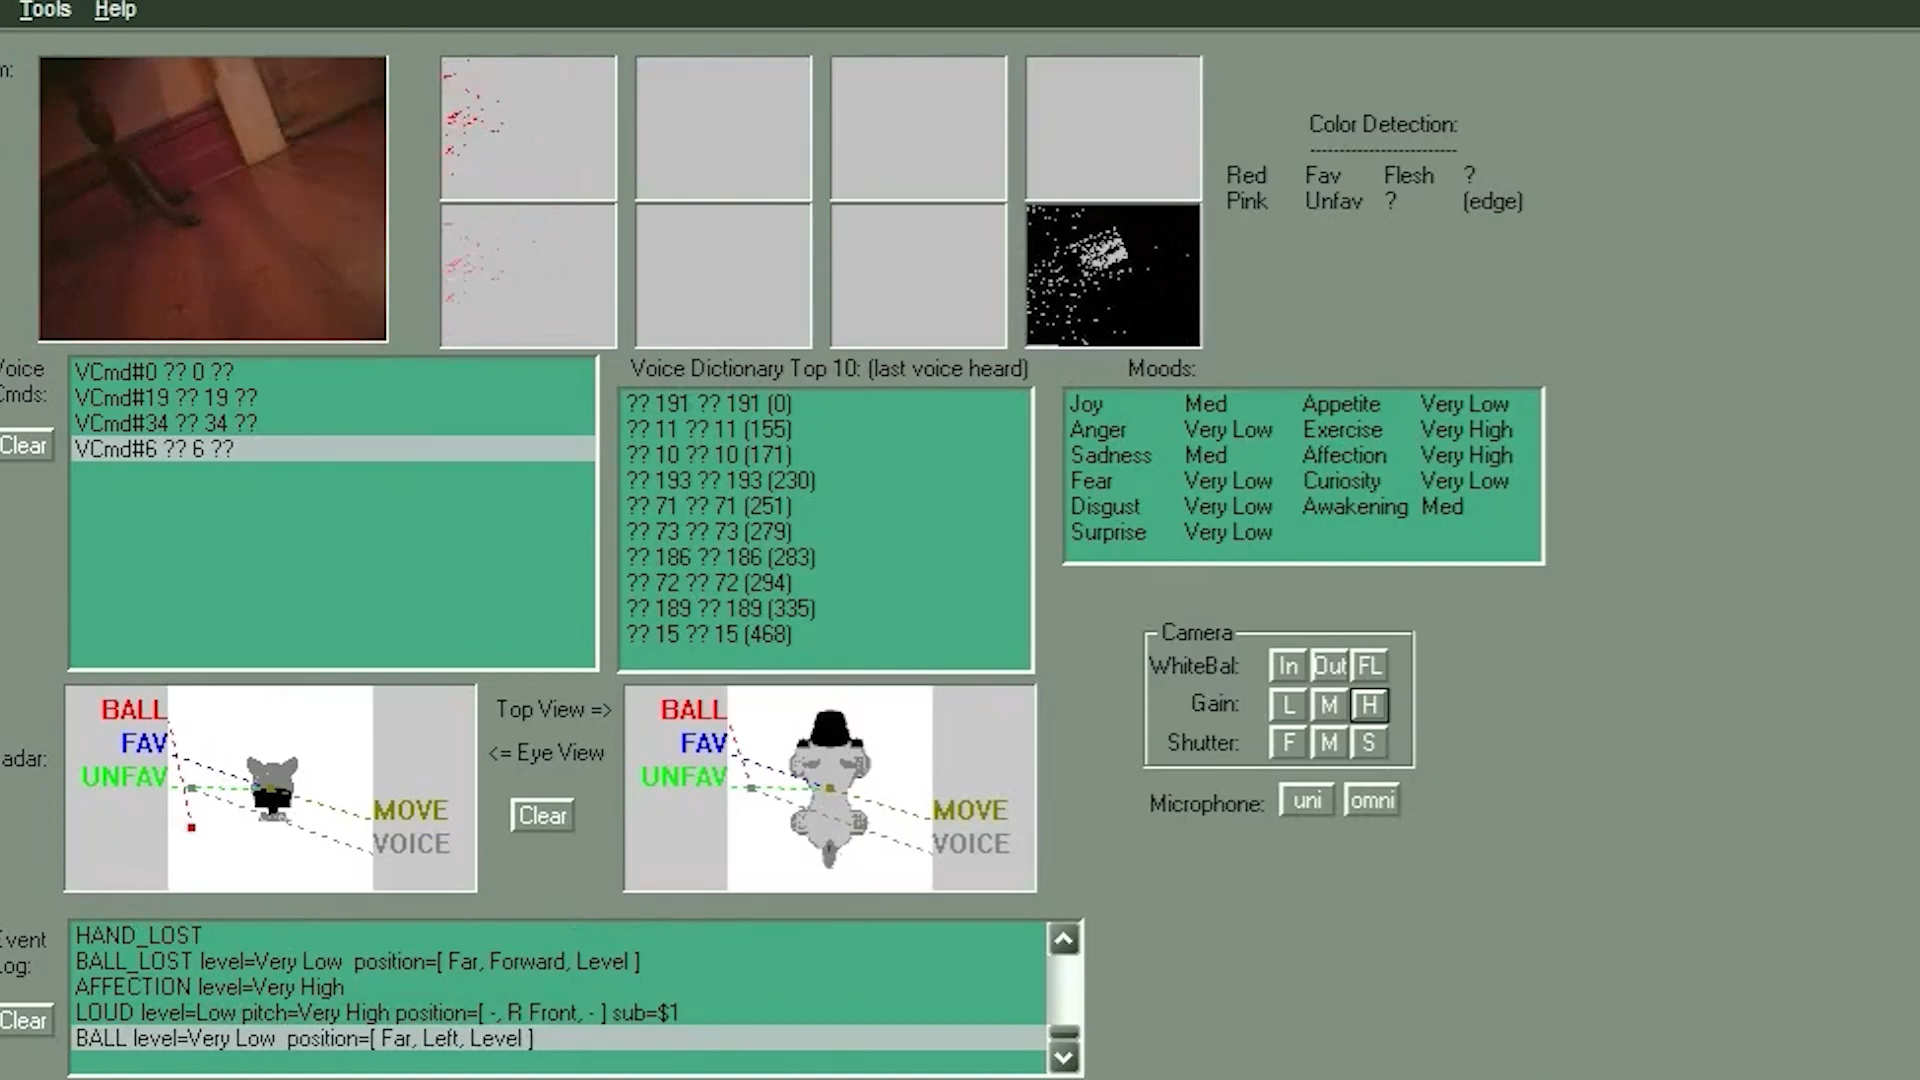 Tools Help
n:
Color Detection:
Red Fav Flesh ?
Pink Unfav ? (edge)
Voice
Cmds:
Clear
VCmd#0 ?? 0 ??
VCmd#19 ?? 19 ??
VCmd#34 ?? 34 ??
VCmd#6 ?? 6 ??
Voice Dictionary Top 10: (last voice heard)
?? 191 ?? 191 (0)
?? 11 ?? 11 (155)
?? 10 ?? 10 (171)
?? 193 ?? 193 (230)
?? 71 ?? 71 (251)
?? 73 ?? 73 (279)
?? 186 ?? 186 (283)
?? 72 ?? 72 (294)
?? 189 ?? 189 (335)
?? 15 ?? 15 (468)
Moods:
Joy Med Appetite Very Low
Anger Very Low Exercise Very High
Sadness Med Affection Very High
Fear Very Low Curiosity Very Low
Disgust Very Low Awakening Med
Surprise Very Low
Camera
WhiteBal: In Out FL
Gain: L M H
Shutter: F M S
Microphone: uni omni
adar:
BALL
FAV
UNFAV
MOVE
VOICE
Top View =>
<= Eye View
Clear
BALL
FAV
UNFAV
MOVE
VOICE
Event
Log:
Clear
HAND_LOST
BALL_LOST level=Very Low position=[ Far, Forward, Level ]
AFFECTION level=Very High
LOUD level=Low pitch=Very High position=[ -, R Front, - ] sub=$1
BALL level=Very Low position=[ Far, Left, Level ]